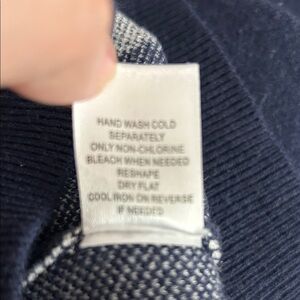 HAND WASH COLD
SEPARATELY
ONLY NON-CHLORINE
BLEACH WHEN NEEDED
RESHAPE
DRY FLAT
COOL IRON ON REVERSE
IF NEEDED